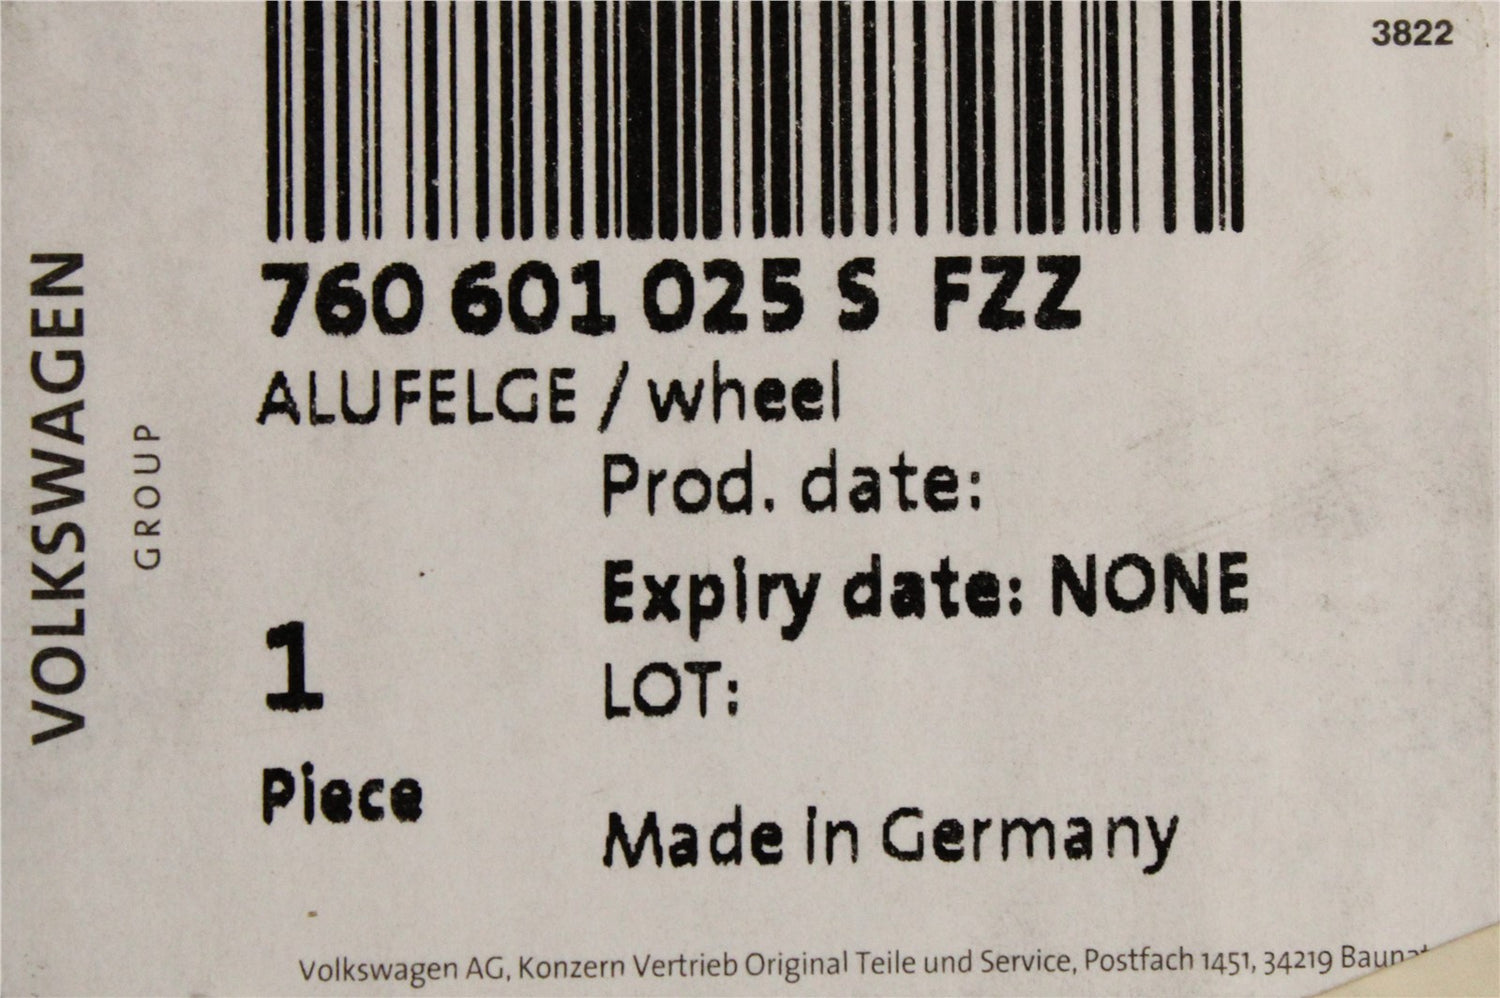 3822
760 601 025 S FZZ
ALUFELGE / wheel
Prod. date:
Expiry date: NONE
1
LOT:
Piece
Made in Germany
VOLKSWAGEN
GROUP
Volkswagen AG, Konzern Vertrieb Original Teile und Service, Postfach 1451, 34219